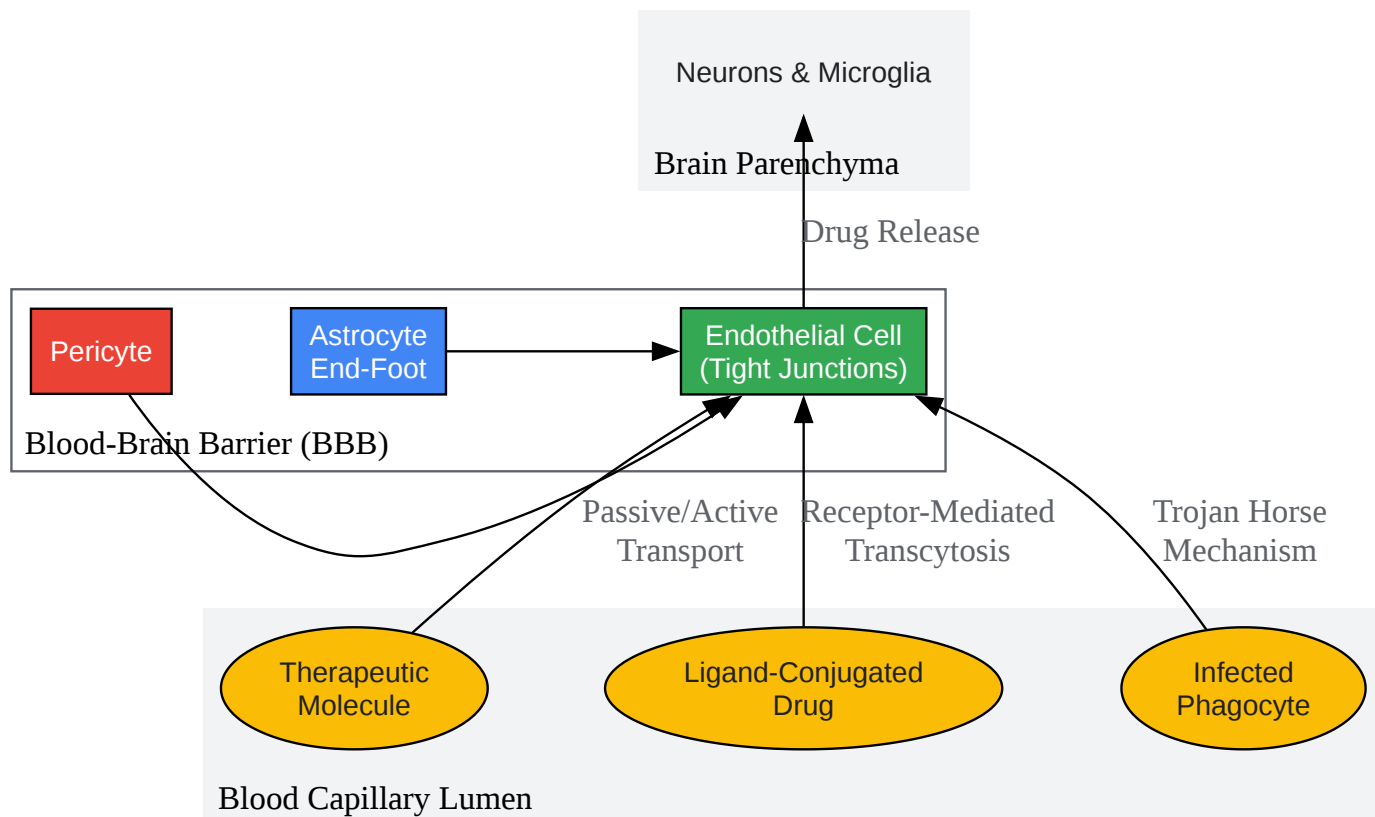 Neurons & Microglia
Brain Parenchyma
Drug Release
Pericyte
Astrocyte
End-Foot
Endothelial Cell
(Tight Junctions)
Blood-Brain Barrier (BBB)
Passive/Active
Transport
Receptor-Mediated
Transcytosis
Trojan Horse
Mechanism
Therapeutic
Molecule
Ligand-Conjugated
Drug
Infected
Phagocyte
Blood Capillary Lumen